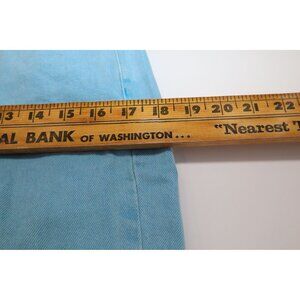 3 14 15 16 17 18 19 20 21 22
AL BANK OF WASHINGTON... "Nearest T